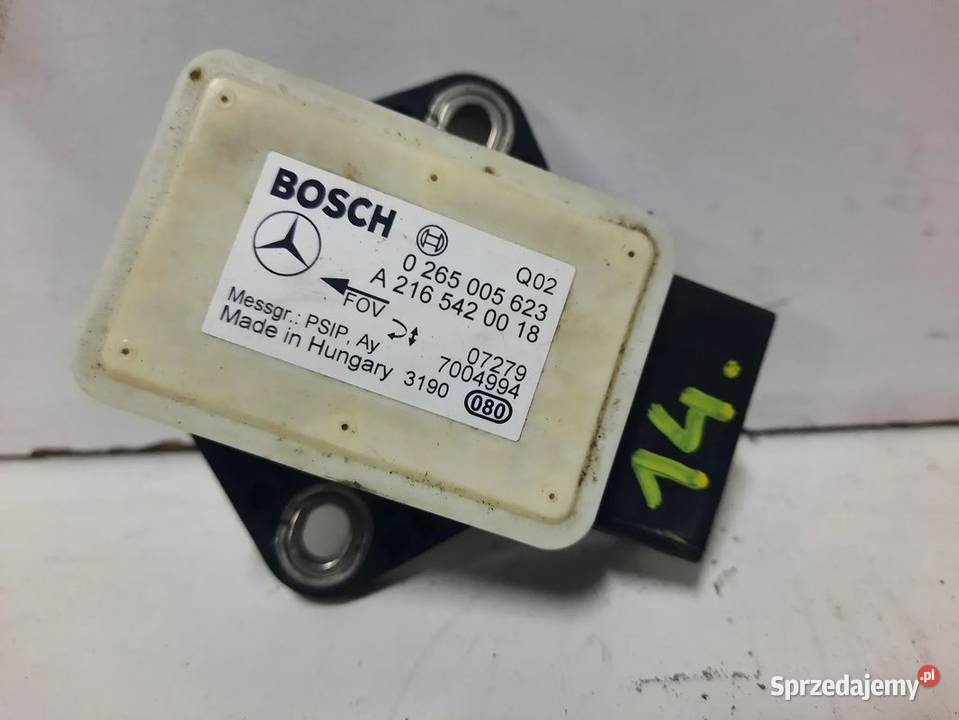 BOSCH
Q02
0 265 005 623
A 216 542 00 18
FOV
Messgr.: PSIP, Ay
07279
Made in Hungary 3190
7004994
080
14.
Sprzedajemy.pl